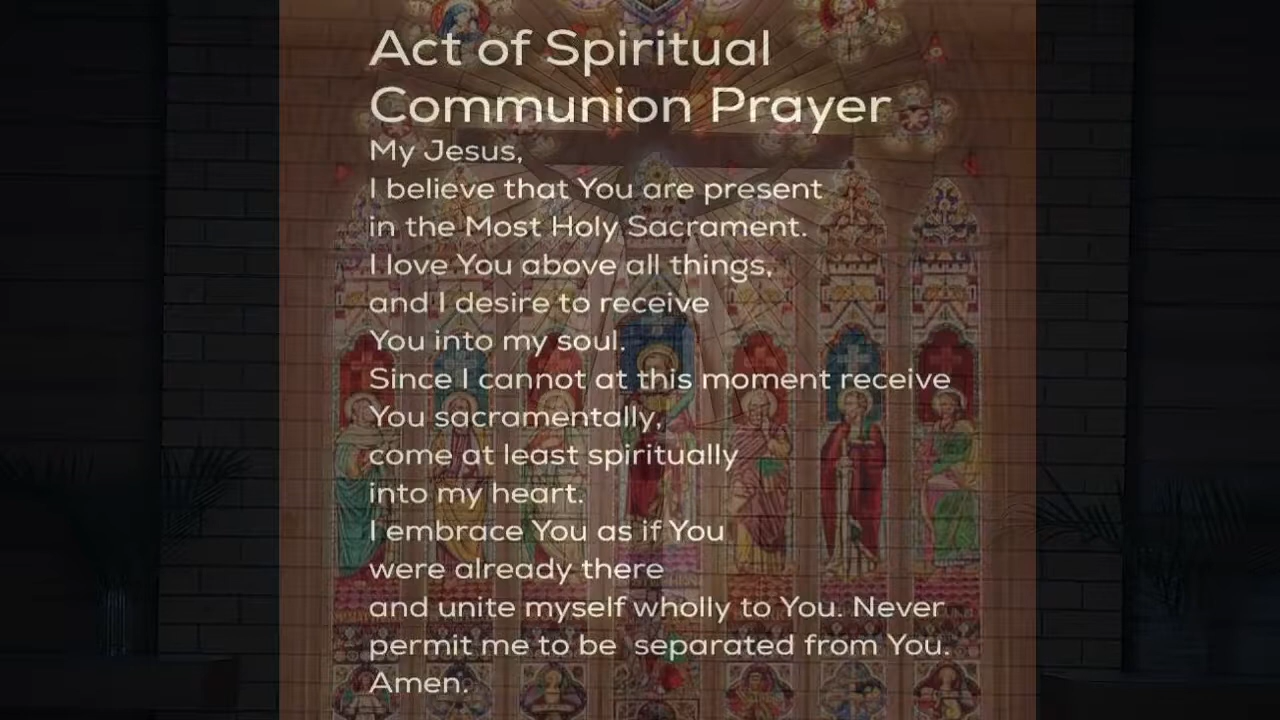 Act of Spiritual
Communion Prayer
My Jesus,
I believe that You are present
in the Most Holy Sacrament.
I love You above all things,
and I desire to receive
You into my soul.
Since I cannot at this moment receive
You sacramentally,
come at least spiritually
into my heart.
I embrace You as if You
were already there
and unite myself wholly to You. Never
permit me to be  separated from You.
Amen.